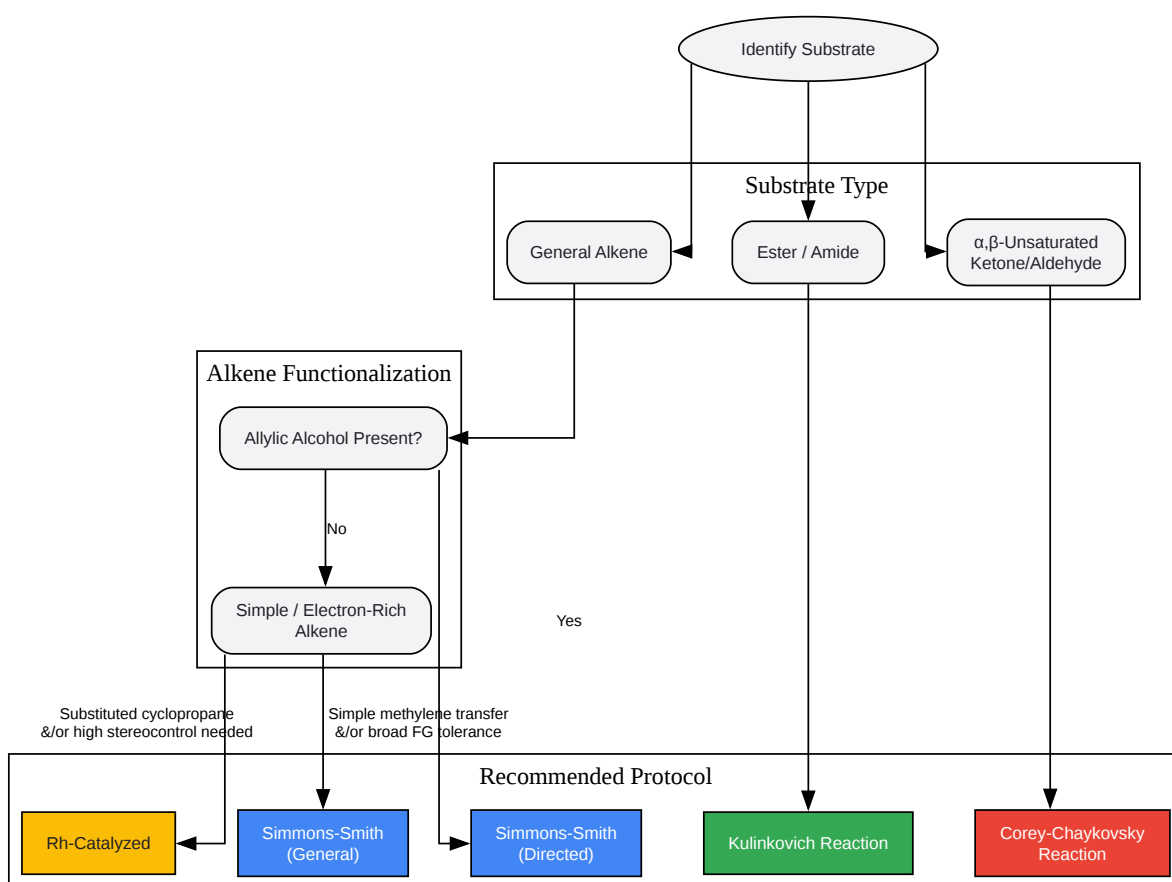 Identify Substrate
Substrate Type
General Alkene
Ester / Amide
α,β-Unsaturated
Ketone/Aldehyde
Alkene Functionalization
Allylic Alcohol Present?
No
Simple / Electron-Rich
Alkene
Yes
Substituted cyclopropane
&/or high stereocontrol needed
Simple methylene transfer
&/or broad FG tolerance
Recommended Protocol
Rh-Catalyzed
Simmons-Smith
(General)
Simmons-Smith
(Directed)
Kulinkovich Reaction
Corey-Chaykovsky
Reaction